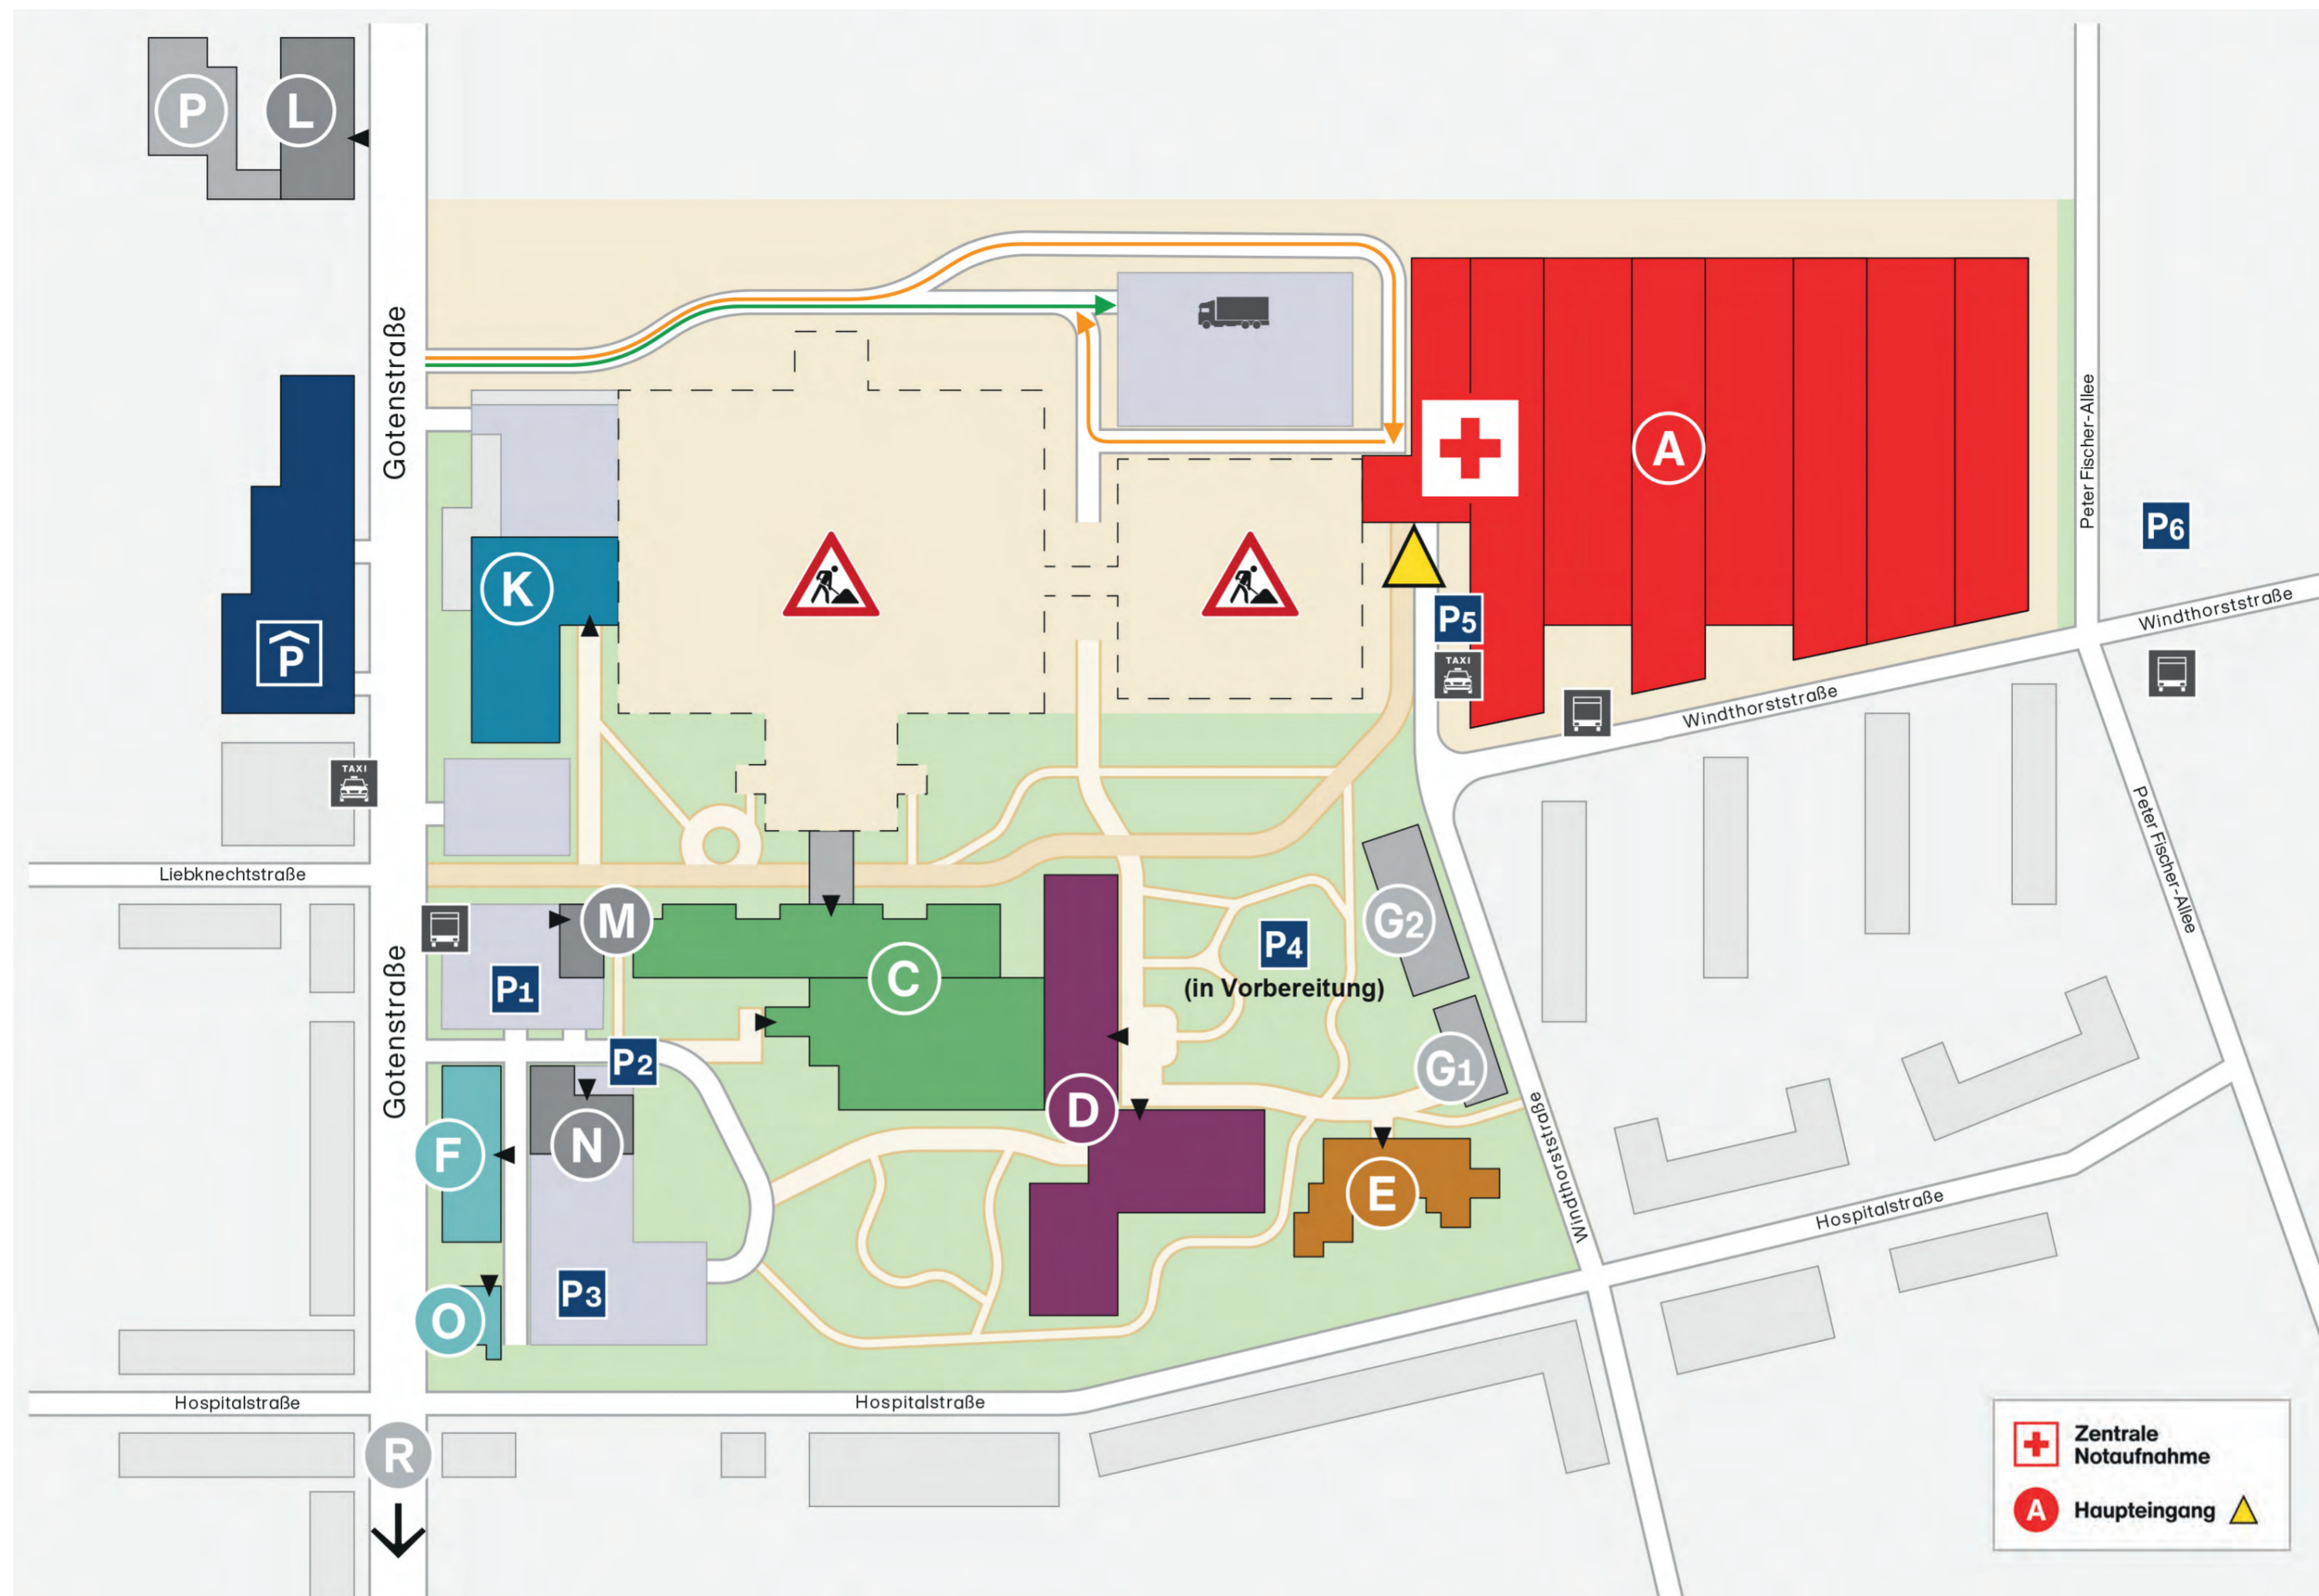 P
L
Gotenstraße
A
Peter Fischer-Allee
P6
K
P5
TAXI
Windthorststraße
P
Windthorststraße
TAXI
Peter Fischer-Allee
Liebknechtstraße
M
G2
P4
(in Vorbereitung)
C
P1
Gotenstraße
P2
G1
D
Windthorststraße
F
N
E
Hospitalstraße
P3
O
Hospitalstraße
Hospitalstraße
R
Zentrale
Notaufnahme
A Haupteingang